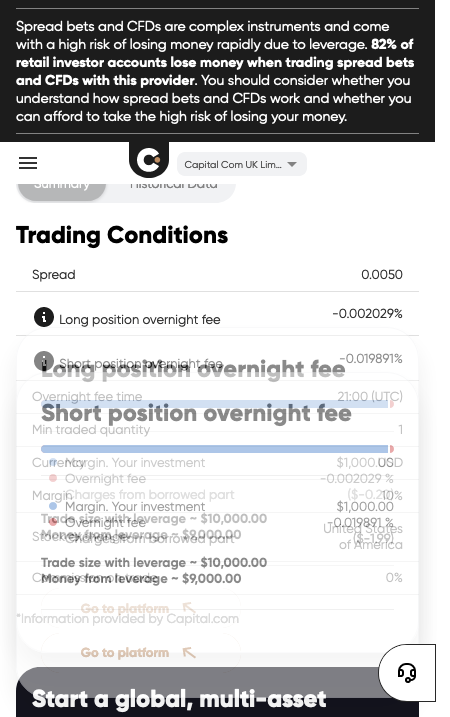 Spread bets and CFDs are complex instruments and come
with a high risk of losing money rapidly due to leverage. 82% of
retail investor accounts lose money when trading spread bets
and CFDs with this provider. You should consider whether you
understand how spread bets and CFDs work and whether you
can afford to take the high risk of losing your money.
Capital Com UK Lim...
Summary Historical Data
Trading Conditions
Spread 0.0050
Long position overnight fee -0.002029%
Short position overnight fee -0.019891%
Long position overnight fee
Overnight fee time 21:00 (UTC)
Short position overnight fee
Min traded quantity 1
Currency USD
Margin. Your investment $1,000.00
Overnight fee -0.002029 %
Margin 10%
Charges from borrowed part
Margin. Your investment $1,000.00
Trade size with leverage ~ $10,000.00
Overnight fee -0.019891 %
United States
of America
Money from leverage ~ $9,000.00
Charges from borrowed part ($-1.99)
Trade size with leverage ~ $10,000.00
Money from leverage ~ $9,000.00
0%
Go to platform
*Information provided by Capital.com
Go to platform
Start a global, multi-asset